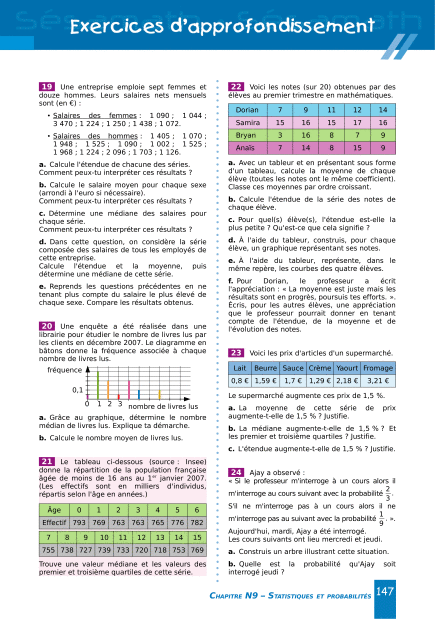 Exercices d'approfondissement
19 Une entreprise emploie sept femmes et
douze hommes. Leurs salaires nets mensuels
sont (en €) :
• Salaires des femmes : 1 090 ; 1 044 ;
3 470 ; 1 224 ; 1 250 ; 1 438 ; 1 072.
• Salaires des hommes : 1 405 ; 1 070 ;
1 948 ; 1 525 ; 1 090 ; 1 002 ; 1 525 ;
1 968 ; 1 224 ; 2 096 ; 1 703 ; 1 126.
a. Calcule l'étendue de chacune des séries.
Comment peux-tu interpréter ces résultats ?
b. Calcule le salaire moyen pour chaque sexe
(arrondi à l'euro si nécessaire).
Comment peux-tu interpréter ces résultats ?
c. Détermine une médiane des salaires pour
chaque série.
Comment peux-tu interpréter ces résultats ?
d. Dans cette question, on considère la série
composée des salaires de tous les employés de
cette entreprise.
Calcule l'étendue et la moyenne, puis
détermine une médiane de cette série.
e. Reprends les questions précédentes en ne
tenant plus compte du salaire le plus élevé de
chaque sexe. Compare les résultats obtenus.
20 Une enquête a été réalisée dans une
librairie pour étudier le nombre de livres lus par
les clients en décembre 2007. Le diagramme en
bâtons donne la fréquence associée à chaque
nombre de livres lus.
fréquence
0,1
0 1 2 3
nombre de livres lus
a. Grâce au graphique, détermine le nombre
médian de livres lus. Explique ta démarche.
b. Calcule le nombre moyen de livres lus.
21 Le tableau ci-dessous (source : Insee)
donne la répartition de la population française
âgée de moins de 16 ans au 1er janvier 2007.
(Les effectifs sont en milliers d'individus,
répartis selon l'âge en années.)
Âge 0 1 2 3 4 5 6
Effectif 793 769 763 763 765 776 782
7 8 9 10 11 12 13 14 15
755 738 727 739 733 720 718 753 769
Trouve une valeur médiane et les valeurs des
premier et troisième quartiles de cette série.
22 Voici les notes (sur 20) obtenues par des
élèves au premier trimestre en mathématiques.
Dorian 7 9 11 12 14
Samira 15 16 15 17 16
Bryan 3 16 8 7 9
Anaïs 7 14 8 15 9
a. Avec un tableur et en présentant sous forme
d'un tableau, calcule la moyenne de chaque
élève (toutes les notes ont le même coefficient).
Classe ces moyennes par ordre croissant.
b. Calcule l'étendue de la série des notes de
chaque élève.
c. Pour quel(s) élève(s), l'étendue est-elle la
plus petite ? Qu'est-ce que cela signifie ?
d. À l'aide du tableur, construis, pour chaque
élève, un graphique représentant ses notes.
e. À l'aide du tableur, représente, dans le
même repère, les courbes des quatre élèves.
f. Pour Dorian, le professeur a écrit
l'appréciation : « La moyenne est juste mais les
résultats sont en progrès, poursuis tes efforts. ».
Écris, pour les autres élèves, une appréciation
que le professeur pourrait donner en tenant
compte de l'étendue, de la moyenne et de
l'évolution des notes.
23 Voici les prix d'articles d'un supermarché.
Lait Beurre Sauce Crème Yaourt Fromage
0,8 € 1,59 € 1,7 € 1,29 € 2,18 € 3,21 €
Le supermarché augmente ces prix de 1,5 %.
a. La moyenne de cette série de prix
augmente-t-elle de 1,5 % ? Justifie.
b. La médiane augmente-t-elle de 1,5 % ? Et
les premier et troisième quartiles ? Justifie.
c. L'étendue augmente-t-elle de 1,5 % ? Justifie.
24 Ajay a observé :
« Si le professeur m'interroge à un cours alors il
m'interroge au cours suivant avec la probabilité 2/3.
S'il ne m'interroge pas à un cours alors il ne
m'interroge pas au suivant avec la probabilité 1/9. ».
Aujourd'hui, mardi, Ajay a été interrogé.
Les cours suivants ont lieu mercredi et jeudi.
a. Construis un arbre illustrant cette situation.
b. Quelle est la probabilité qu'Ajay soit
interrogé jeudi ?
CHAPITRE N9 – STATISTIQUES ET PROBABILITÉS 147